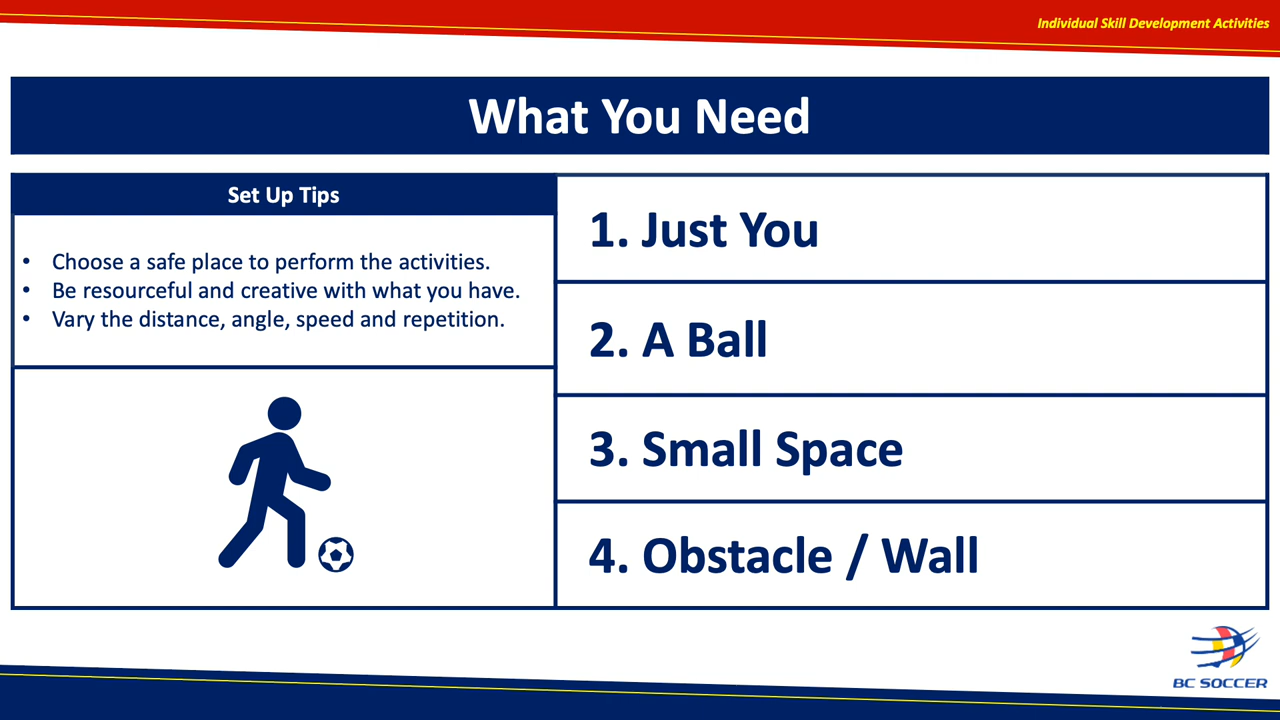 Individual Skill Development Activities
What You Need
Set Up Tips
• Choose a safe place to perform the activities.
• Be resourceful and creative with what you have.
• Vary the distance, angle, speed and repetition.
1. Just You
2. A Ball
3. Small Space
4. Obstacle / Wall
BC SOCCER